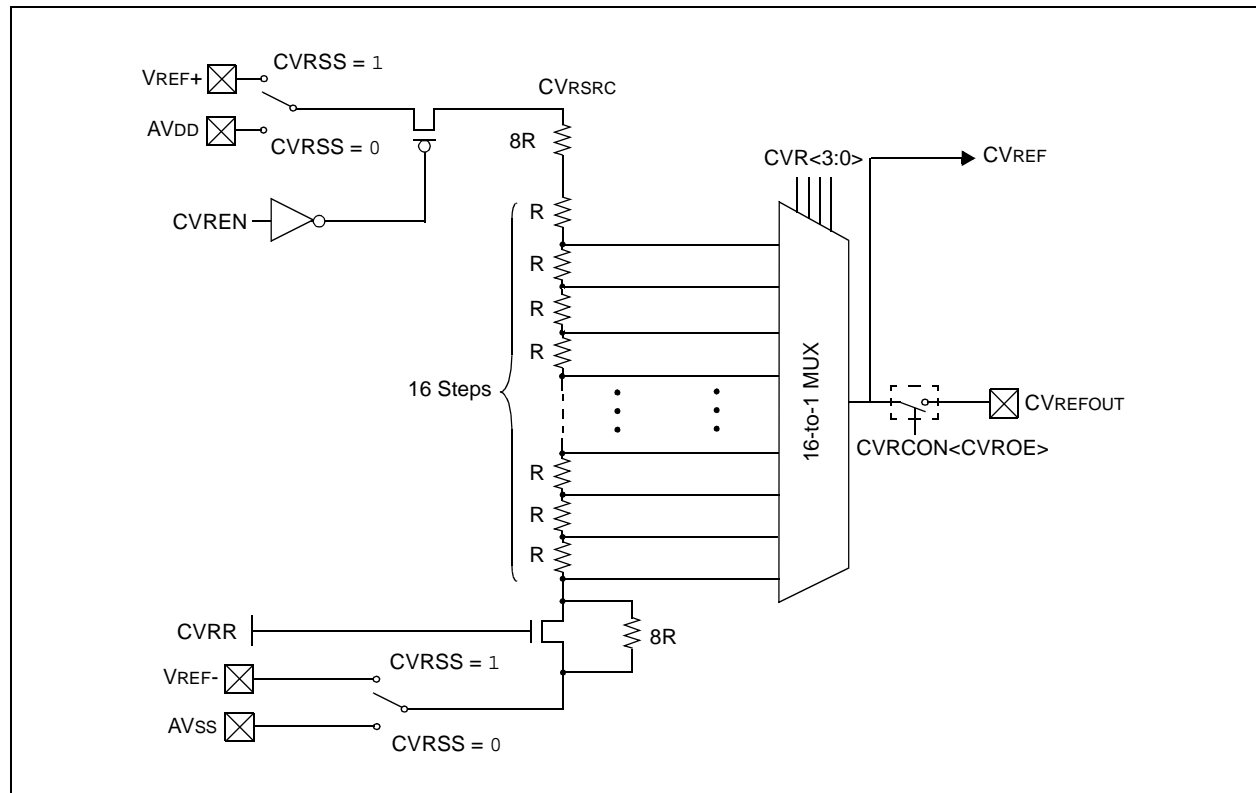 CVRSS = 1
VREF+
CVRSRC
AVDD
8R
CVRSS = 0
CVR<3:0>
CVREF
CVREN
R
R
R
R
16 Steps
16-to-1 MUX
CVREFOUT
CVRCON<CVROE>
R
R
R
CVRR
8R
CVRSS = 1
VREF-
AVSS
CVRSS = 0